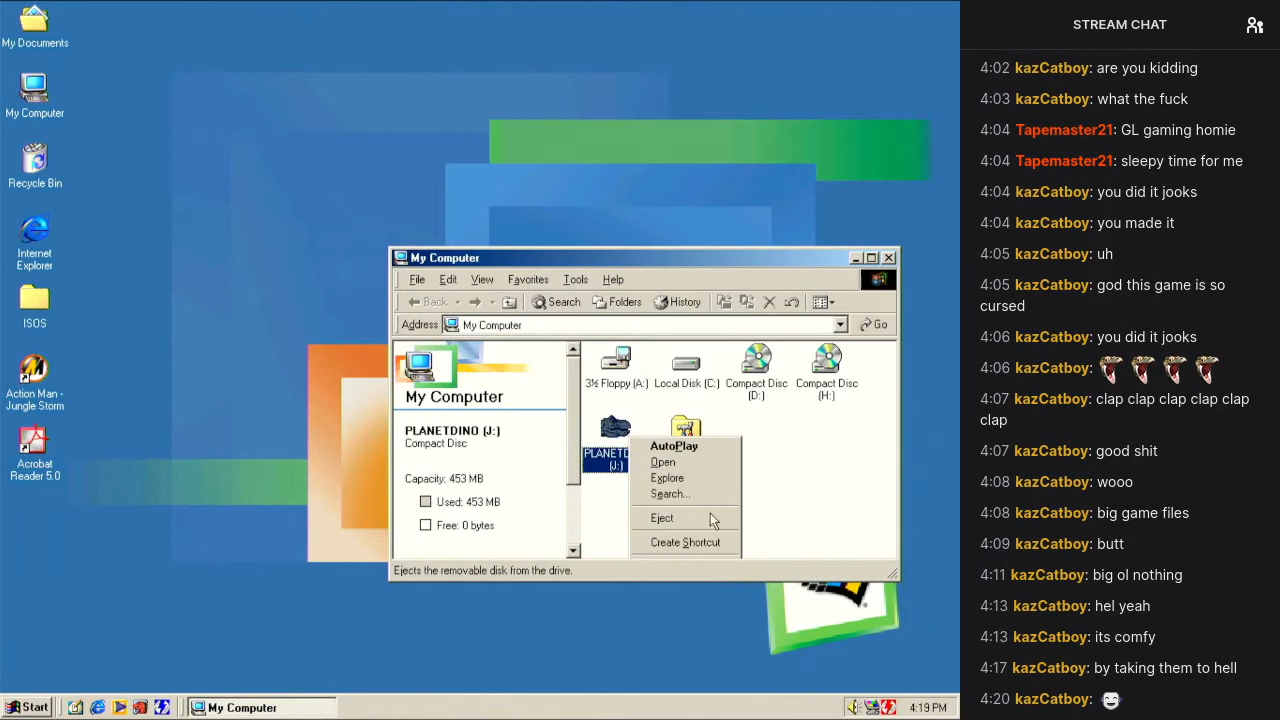 My Documents
My Computer
Recycle Bin
Internet
Explorer
ISOS
Action Man -
Jungle Storm
Acrobat
Reader 5.0
My Computer
File Edit View Favorites Tools Help
Back Search Folders History
Address My Computer Go
My Computer
PLANETDINO (J:)
Compact Disc
Capacity: 453 MB
Used: 453 MB
Free: 0 bytes
3½ Floppy (A:)
Local Disk (C:)
Compact Disc
(D:)
Compact Disc
(H:)
PLANETD
(J:)
AutoPlay
Open
Explore
Search...
Eject
Create Shortcut
Ejects the removable disk from the drive.
Start
My Computer
4:19 PM
STREAM CHAT
4:02 kazCatboy: are you kidding
4:03 kazCatboy: what the fuck
4:04 Tapemaster21: GL gaming homie
4:04 Tapemaster21: sleepy time for me
4:04 kazCatboy: you did it jooks
4:04 kazCatboy: you made it
4:05 kazCatboy: uh
4:05 kazCatboy: god this game is so
cursed
4:06 kazCatboy: you did it jooks
4:06 kazCatboy:
4:07 kazCatboy: clap clap clap clap clap
clap
4:07 kazCatboy: good shit
4:08 kazCatboy: wooo
4:08 kazCatboy: big game files
4:09 kazCatboy: butt
4:11 kazCatboy: big ol nothing
4:13 kazCatboy: hel yeah
4:13 kazCatboy: its comfy
4:17 kazCatboy: by taking them to hell
4:20 kazCatboy: